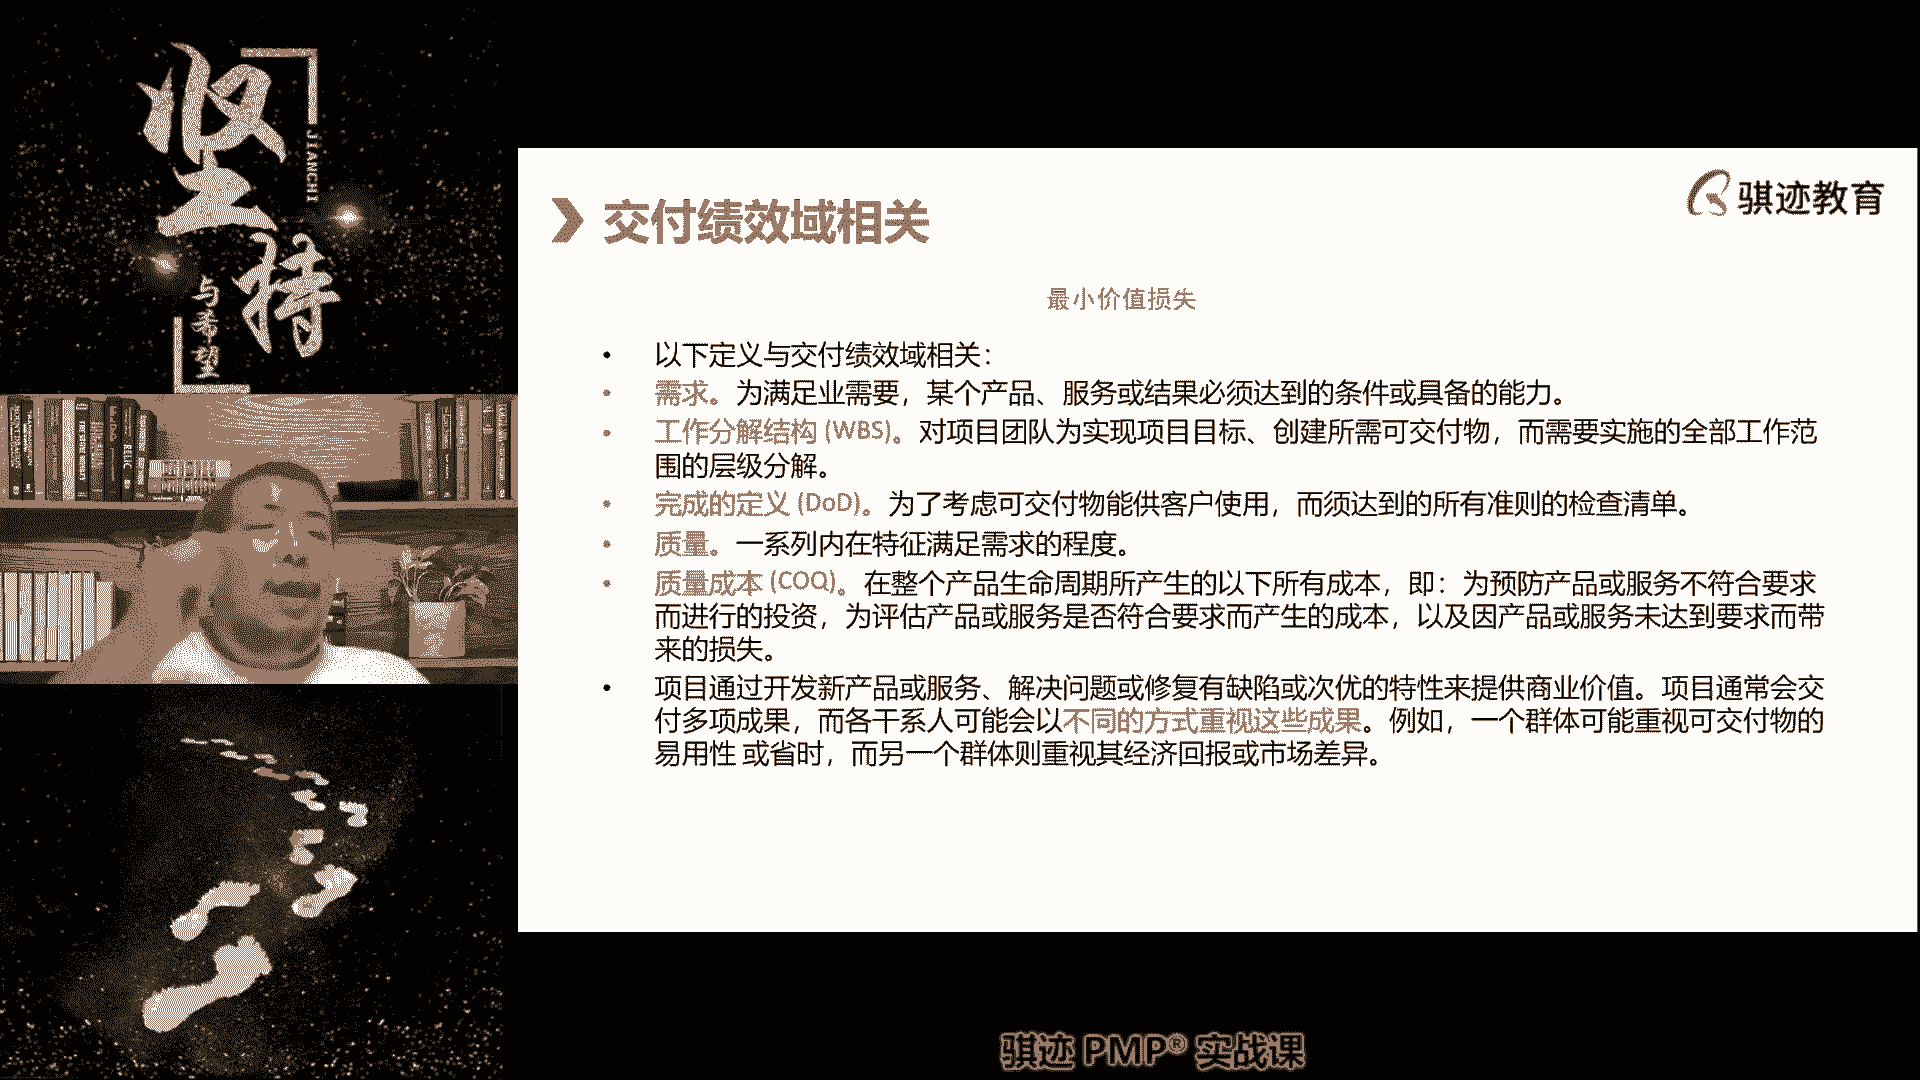 坚持
JIANCHI
与希望
骐迹教育
交付绩效域相关
最小价值损失
• 以下定义与交付绩效域相关：
• 需求。为满足业需要，某个产品、服务或结果必须达到的条件或具备的能力。
• 工作分解结构 (WBS)。对项目团队为实现项目目标、创建所需可交付物，而需要实施的全部工作范
围的层级分解。
• 完成的定义 (DoD)。为了考虑可交付物能供客户使用，而须达到的所有准则的检查清单。
• 质量。一系列内在特征满足需求的程度。
• 质量成本 (COQ)。在整个产品生命周期所产生的以下所有成本，即：为预防产品或服务不符合要求
而进行的投资，为评估产品或服务是否符合要求而产生的成本，以及因产品或服务未达到要求而带
来的损失。
• 项目通过开发新产品或服务、解决问题或修复有缺陷或次优的特性来提供商业价值。项目通常会交
付多项成果，而各干系人可能会以不同的方式重视这些成果。例如，一个群体可能重视可交付物的
易用性 或省时，而另一个群体则重视其经济回报或市场差异。
骐迹 PMP® 实战课